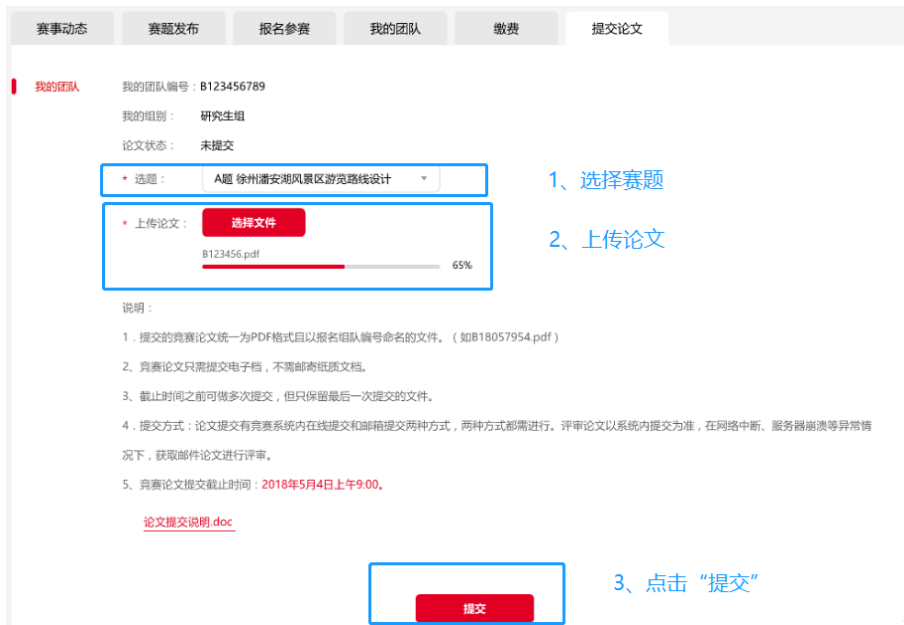 赛事动态 赛题发布 报名参赛 我的团队 缴费 提交论文
我的团队 我的团队编号：B123456789
我的组别： 研究生组
论文状态： 未提交
* 选题： A题 徐州潘安湖风景区游览路线设计
1、选择赛题
* 上传论文： 选择文件
2、上传论文
B123456.pdf
65%
说明：
1．提交的竞赛论文统一为PDF格式且以报名组队编号命名的文件。（如B18057954.pdf）
2、竞赛论文只需提交电子档，不需邮寄纸质文档。
3、截止时间之前可做多次提交，但只保留最后一次提交的文件。
4．提交方式：论文提交有竞赛系统内在线提交和邮箱提交两种方式，两种方式都需进行。评审论文以系统内提交为准，在网络中断、服务器崩溃等异常情
况下，获取邮件论文进行评审。
5、竞赛论文提交截止时间：2018年5月4日上午9:00。
论文提交说明.doc
3、点击“提交”
提交